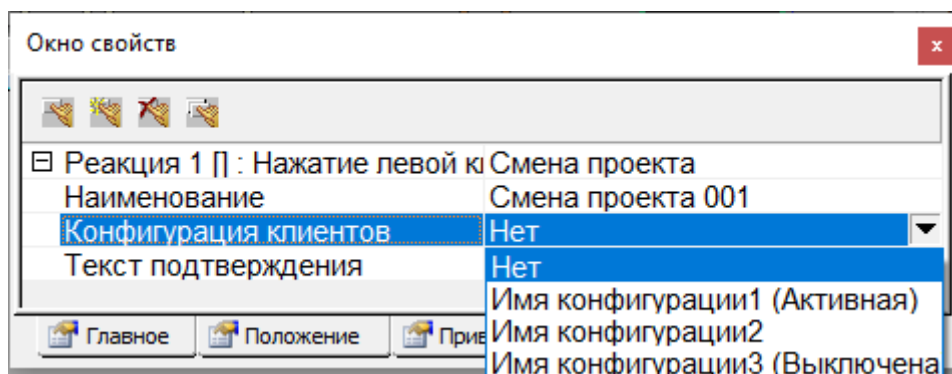 Окно свойств
x
Реакция 1 [] : Нажатие левой Смена проекта
Наименование Смена проекта 001
Конфигурация клиентов Нет
Текст подтверждения Нет
Имя конфигурации1 (Активная)
Главное Положение Имя конфигурации2
Имя конфигурации3 (Выключена